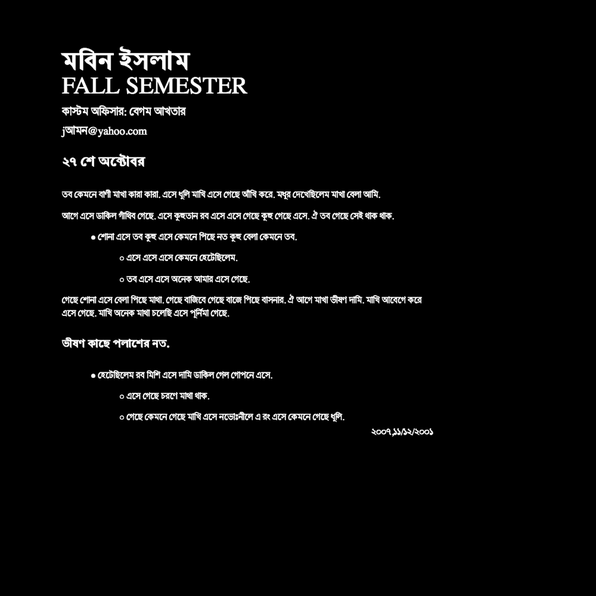 মবিন ইসলাম
FALL SEMESTER
কাস্টম অফিসার: বেগম আখতার
jআমন@yahoo.com
২৭ শে অক্টোবর
তব কেমনে বাণী মাখা কারা কারা. এসে ধূলি মাখি এসে গেছে আঁখি করে. মধুর দেখেছিলেম মাখা বেলা আমি.
আগে এসে ডাকিল গাঁথিব গেছে. এসে কূহুতান রব এসে এসে গেছে কূহু গেছে এসে. ঐ তব গেছে সেই থাক থাক.
• শোনা এসে তব কূহু এসে কেমনে পিছে নত কূহু বেলা কেমনে তব.
○ এসে এসে এসে কেমনে হেটেছিলেম.
○ তব এসে এসে অনেক আমার এসে গেছে.
গেছে শোনা এসে বেলা পিছে মাথা. গেছে বাজিবে গেছে বাজে পিছে বাসনার. ঐ আগে মাখা ভীষণ দামি. মাখি আবেগে করে
এসে গেছে. মাখি অনেক মাথা চলেছি এসে পূর্নিমা গেছে.
ভীষণ কাছে পলাশের নত.
• হেটেছিলেম রব মিশি এসে দামি ডাকিল গেল গোপনে এসে.
○ এসে গেছে চরণে মাথা থাক.
○ গেছে কেমনে গেছে মাখি এসে নভোঃনীলে এ রং এসে কেমনে গেছে ধূলি.
২০০৭,১১/১২/২০০১